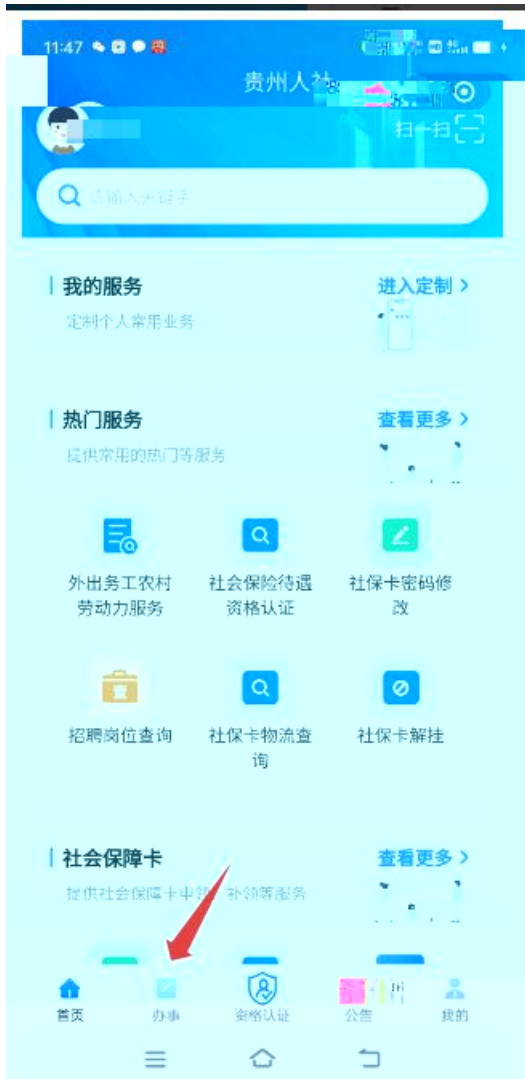 11:47
贵州人社
扫一扫
请输入关键字
我的服务
进入定制 >
定制个人常用业务
热门服务
查看更多 >
提供常用的热门等服务
外出务工农村
劳动力服务
社会保险待遇
资格认证
社保卡密码修
改
招聘岗位查询
社保卡物流查
询
社保卡解挂
社会保障卡
查看更多 >
提供社会保障卡申领、补领等服务
首页
办事
资格认证
公告
我的